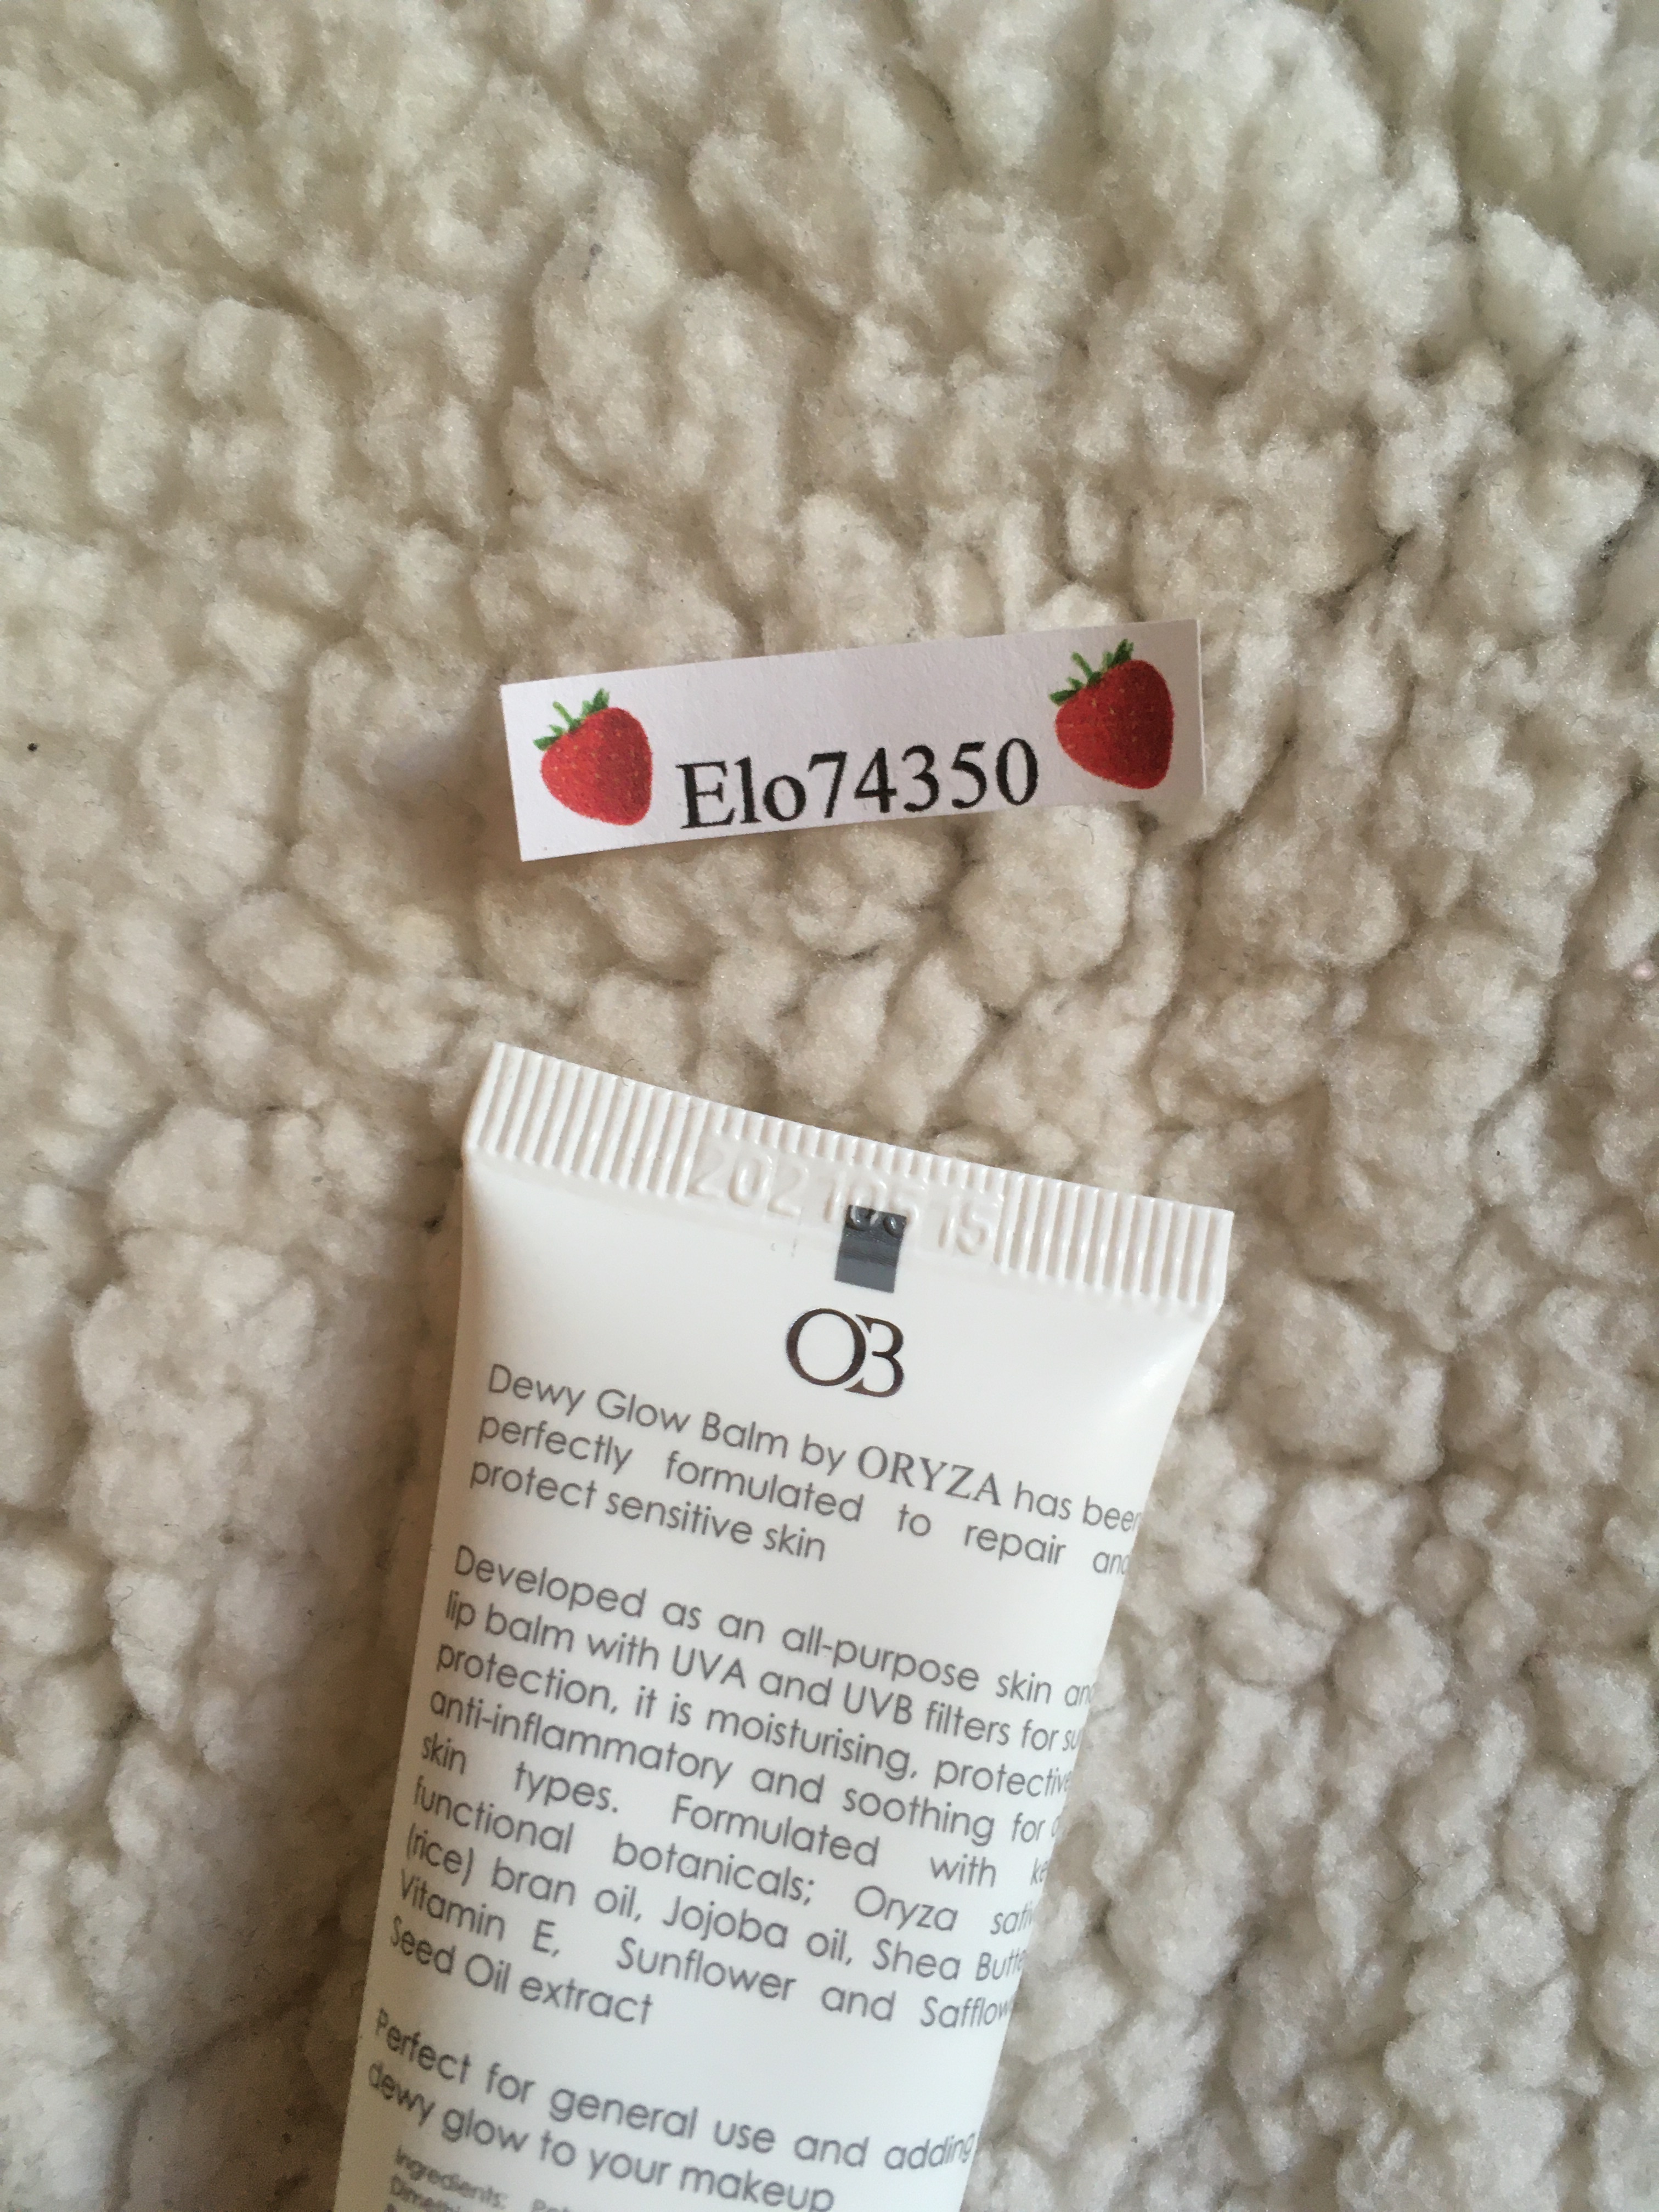 Elo74350
20210515
OB
Dewy Glow Balm by ORYZA has been
perfectly formulated to repair and
protect sensitive skin
Developed as an all-purpose skin and
lip balm with UVA and UVB filters for
protection, it is moisturising, protective
anti-inflammatory and soothing for
skin types. Formulated with
functional botanicals; Oryza
(rice) bran oil, Jojoba oil, Shea
Vitamin E, Sunflower and
Seed Oil extract
Perfect for general use and adding
dewy glow to your makeup
Ingredients: